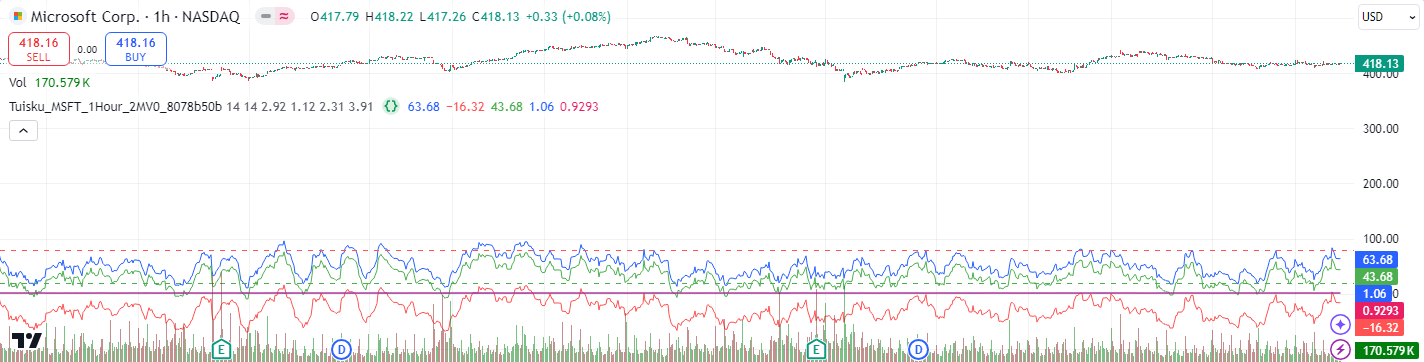 Microsoft Corp. · 1h · NASDAQ O417.79 H418.22 L417.26 C418.13 +0.33 (+0.08%)
USD
418.16 SELL
0.00
418.16 BUY
418.13
400.00
Vol 170.579 K
Tuisku_MSFT_1Hour_2MV0_8078b50b 14 14 2.92 1.12 2.31 3.91 {} 63.68 −16.32 43.68 1.06 0.9293
300.00
200.00
100.00
63.68
43.68
1.06
0.9293
−16.32
E
D
E
D
170.579 K